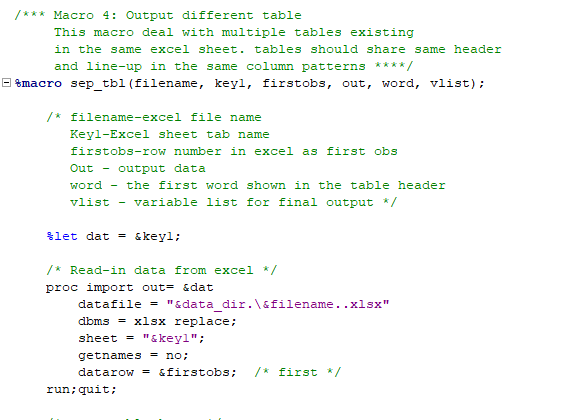 /*** Macro 4: Output different table
This macro deal with multiple tables existing
in the same excel sheet. tables should share same header
and line-up in the same column patterns ****/
%macro sep_tbl(filename, key1, firstobs, out, word, vlist);
/* filename-excel file name
Key1-Excel sheet tab name
firstobs-row number in excel as first obs
Out - output data
word - the first word shown in the table header
vlist - variable list for final output */
%let dat = &key1;
/* Read-in data from excel */
proc import out= &dat
datafile = "&data_dir.\&filename..xlsx"
dbms = xlsx replace;
sheet = "&key1";
getnames = no;
datarow = &firstobs;  /* first */
run;quit;